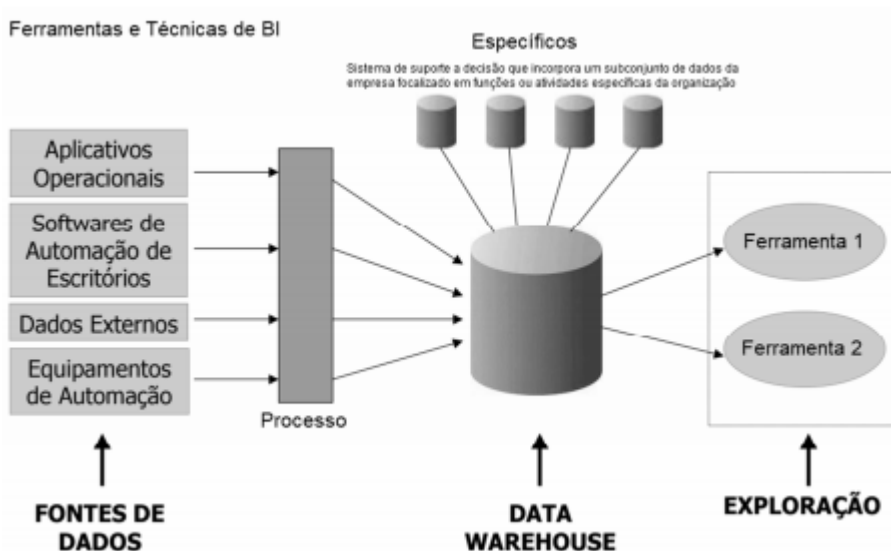 Ferramentas e Técnicas de BI
Específicos
Sistema de suporte a decisão que incorpora um subconjunto de dados da
empresa focalizado em funções ou atividades específicas da organização
Aplicativos
Operacionais
Softwares de
Automação de
Escritórios
Dados Externos
Equipamentos
de Automação
Processo
Ferramenta 1
Ferramenta 2
FONTES DE
DADOS
DATA
WAREHOUSE
EXPLORAÇÃO